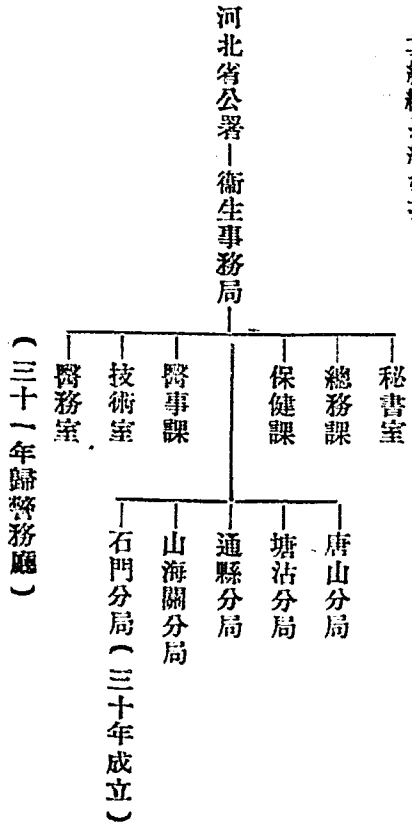 河北省公署—衞生事務局
秘書室
總務課
保健課
醫事課
技術室
醫務室
(三十一年歸警務廳)
唐山分局
塘沽分局
通縣分局
山海關分局
石門分局(三十年成立)